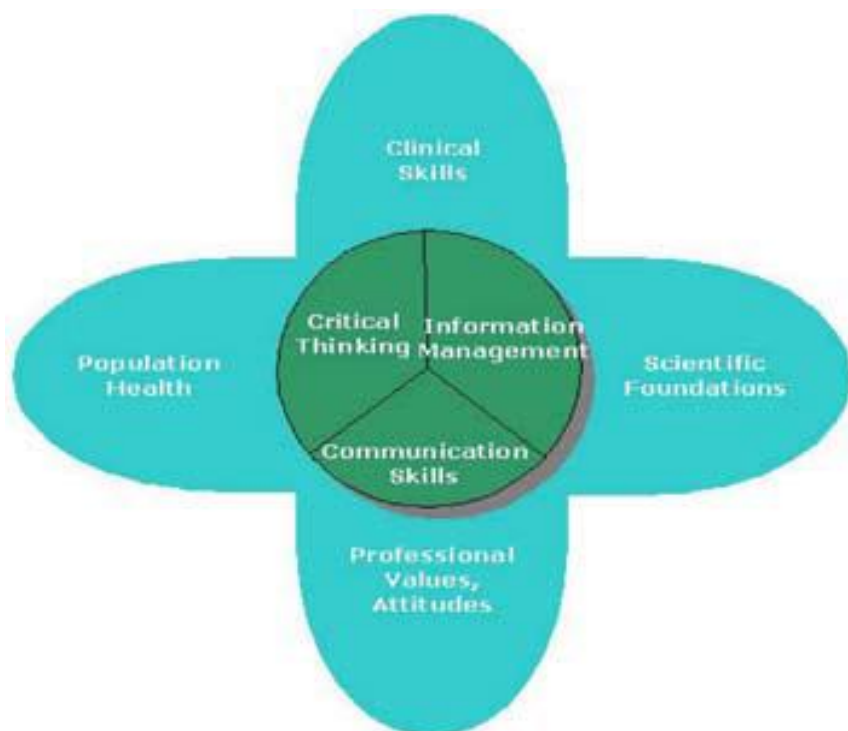 Clinical
Skills
Critical
Thinking
Information
Management
Population
Health
Scientific
Foundations
Communication
Skills
Professional
Values,
Attitudes